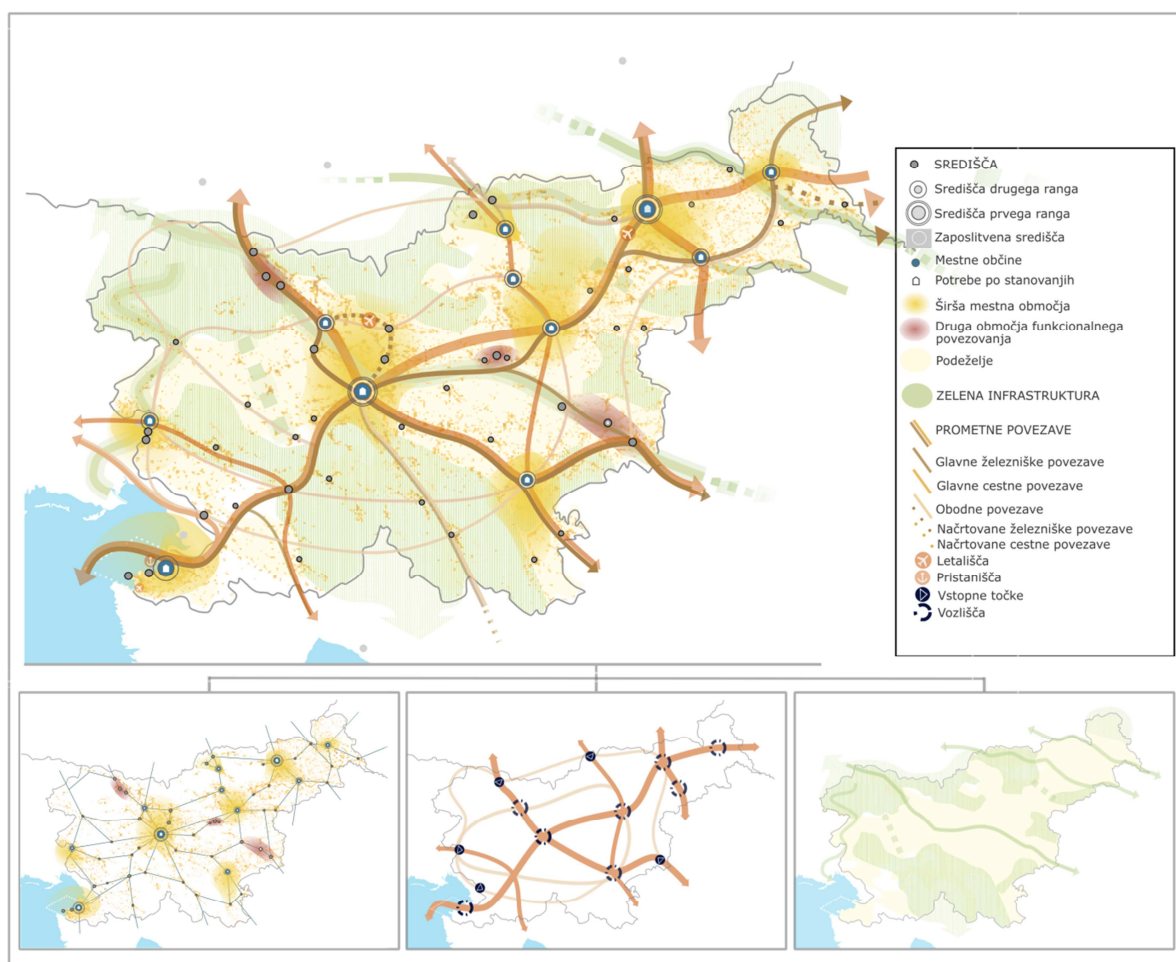 SREDIŠČA
Središča drugega ranga
Središča prvega ranga
Zaposlitvena središča
Mestne občine
Potrebe po stanovanjih
Širša mestna območja
Druga območja funkcionalnega
povezovanja
Podeželje
ZELENA INFRASTRUKTURA
PROMETNE POVEZAVE
Glavne železniške povezave
Glavne cestne povezave
Obodne povezave
Načrtovane železniške povezave
Načrtovane cestne povezave
Letališča
Pristanišča
Vstopne točke
Vozlišča